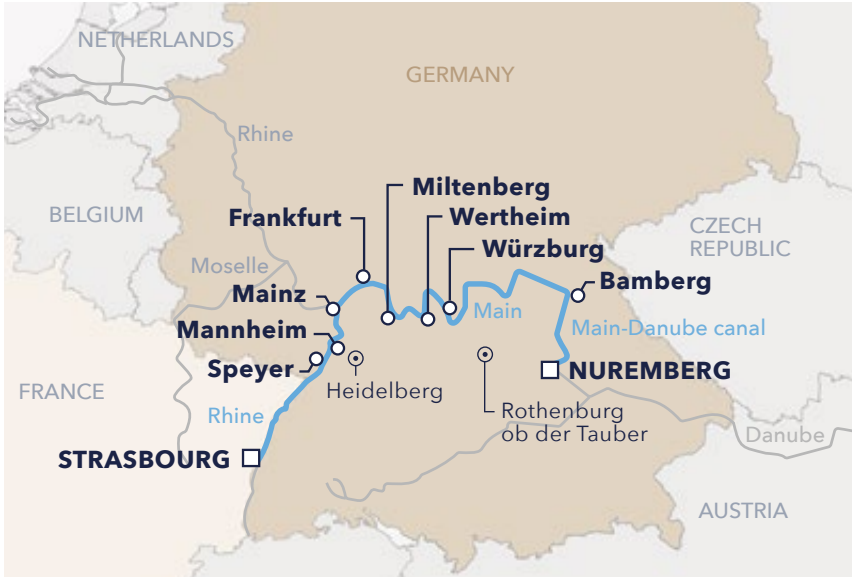 NETHERLANDS
GERMANY
Rhine
BELGIUM
Miltenberg
Frankfurt
Wertheim
CZECH
REPUBLIC
Würzburg
Moselle
Bamberg
Mainz
Main
Mannheim
Main-Danube canal
Speyer
NUREMBERG
FRANCE
Heidelberg
Rhine
Rothenburg
ob der Tauber
Danube
STRASBOURG
AUSTRIA